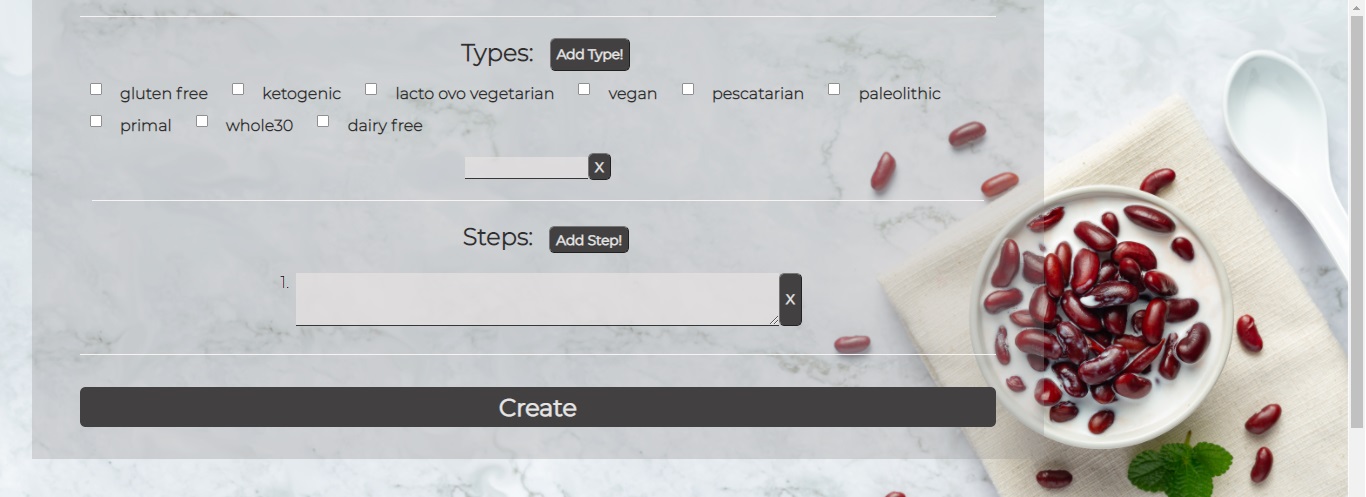 Types: Add Type!
gluten free ketogenic lacto ovo vegetarian vegan pescatarian paleolithic
primal whole30 dairy free
X
Steps: Add Step!
1. X
Create